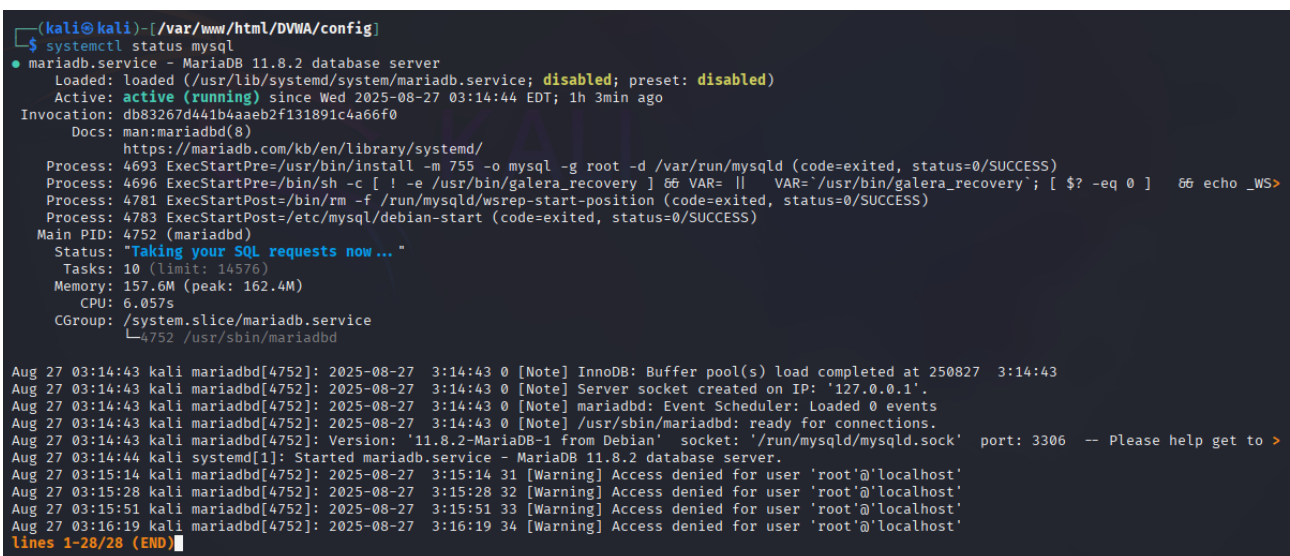 (kali㉿kali)-[/var/www/html/DVWA/config]
$ systemctl status mysql
● mariadb.service - MariaDB 11.8.2 database server
Loaded: loaded (/usr/lib/systemd/system/mariadb.service; disabled; preset: disabled)
Active: active (running) since Wed 2025-08-27 03:14:44 EDT; 1h 3min ago
Invocation: db83267d441b4aaeb2f131891c4a66f0
Docs: man:mariadbd(8)
https://mariadb.com/kb/en/library/systemd/
Process: 4693 ExecStartPre=/usr/bin/install -m 755 -o mysql -g root -d /var/run/mysqld (code=exited, status=0/SUCCESS)
Process: 4696 ExecStartPre=/bin/sh -c [ ! -e /usr/bin/galera_recovery ] && VAR= || VAR=`/usr/bin/galera_recovery`; [ $? -eq 0 ] && echo _WS>
Process: 4781 ExecStartPost=/bin/rm -f /run/mysqld/wsrep-start-position (code=exited, status=0/SUCCESS)
Process: 4783 ExecStartPost=/etc/mysql/debian-start (code=exited, status=0/SUCCESS)
Main PID: 4752 (mariadbd)
Status: "Taking your SQL requests now..."
Tasks: 10 (limit: 14576)
Memory: 157.6M (peak: 162.4M)
CPU: 6.057s
CGroup: /system.slice/mariadb.service
└─4752 /usr/sbin/mariadbd
Aug 27 03:14:43 kali mariadbd[4752]: 2025-08-27 3:14:43 0 [Note] InnoDB: Buffer pool(s) load completed at 250827 3:14:43
Aug 27 03:14:43 kali mariadbd[4752]: 2025-08-27 3:14:43 0 [Note] Server socket created on IP: '127.0.0.1'.
Aug 27 03:14:43 kali mariadbd[4752]: 2025-08-27 3:14:43 0 [Note] mariadbd: Event Scheduler: Loaded 0 events
Aug 27 03:14:43 kali mariadbd[4752]: 2025-08-27 3:14:43 0 [Note] /usr/sbin/mariadbd: ready for connections.
Aug 27 03:14:43 kali mariadbd[4752]: Version: '11.8.2-MariaDB-1 from Debian' socket: '/run/mysqld/mysqld.sock' port: 3306 -- Please help get to >
Aug 27 03:14:44 kali systemd[1]: Started mariadb.service - MariaDB 11.8.2 database server.
Aug 27 03:15:14 kali mariadbd[4752]: 2025-08-27 3:15:14 31 [Warning] Access denied for user 'root'@'localhost'
Aug 27 03:15:28 kali mariadbd[4752]: 2025-08-27 3:15:28 32 [Warning] Access denied for user 'root'@'localhost'
Aug 27 03:15:51 kali mariadbd[4752]: 2025-08-27 3:15:51 33 [Warning] Access denied for user 'root'@'localhost'
Aug 27 03:16:19 kali mariadbd[4752]: 2025-08-27 3:16:19 34 [Warning] Access denied for user 'root'@'localhost'
lines 1-28/28 (END)